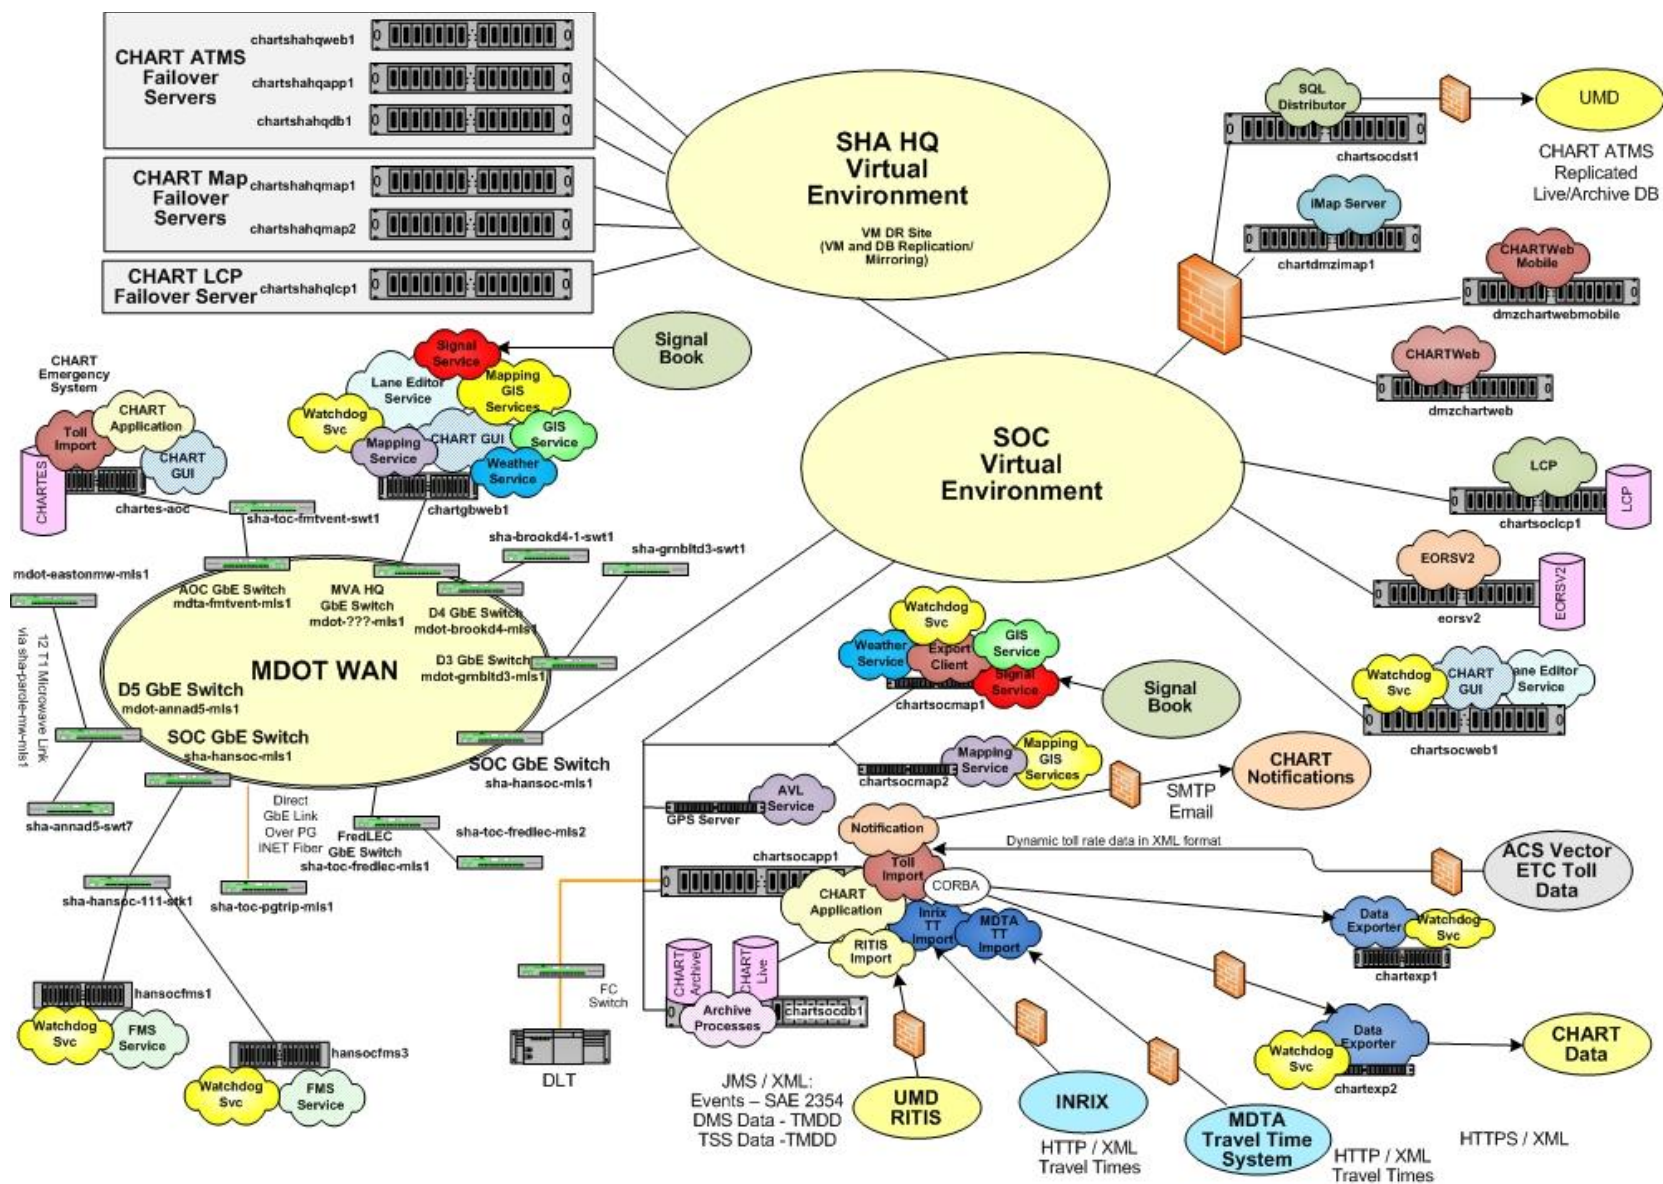 CHART ATMS
Failover
Servers
chartshahqweb1
chartshahqapp1
chartshahqdb1
CHART Map
Failover
Servers
chartshahqmap1
chartshahqmap2
CHART LCP
Failover Server
chartshahqlcp1
SHA HQ
Virtual
Environment
VM DR Site
(VM and DB Replication/
Mirroring)
SQL
Distributor
chartsocdst1
UMD
CHART ATMS
Replicated
Live/Archive DB
iMap Server
chartdmzimap1
CHARTWeb
Mobile
dmzchartwebmobile
CHARTWeb
dmzchartweb
Signal
Book
CHART
Emergency
System
Toll
Import
CHART
Application
CHART
GUI
CHARTES
chartes-aoc
Signal
Service
Lane Editor
Service
Mapping
GIS
Services
Watchdog
Svc
Mapping
Service
CHART GUI
GIS
Service
Weather
Service
chartgbweb1
SOC
Virtual
Environment
LCP
LCP
chartsoclcp1
EORSV2
EORSV2
eorsv2
Watchdog
Svc
CHART
GUI
ane Editor
Service
chartsocweb1
sha-toc-fmtvent-swt1
sha-brookd4-1-swt1
sha-grnbltd3-swt1
mdot-eastonmw-mls1
AOC GbE Switch
mdta-fmtvent-mls1
MVA HQ
GbE Switch
mdot-???-mls1
D4 GbE Switch
mdot-brookd4-mls1
D3 GbE Switch
mdot-grnbltd3-mls1
MDOT WAN
12 T1 Microwave Link
via sha-parole-mw-mls1
D5 GbE Switch
mdot-annad5-mls1
SOC GbE Switch
sha-hansoc-mls1
SOC GbE Switch
sha-hansoc-mls1
sha-annad5-swt7
Direct
GbE Link
Over PG
INET Fiber
FredLEC
GbE Switch
sha-toc-fredlec-mls1
sha-toc-fredlec-mls2
sha-hansoc-111-stk1
sha-toc-pgtrip-mls1
hansocfms1
Watchdog
Svc
FMS
Service
hansocfms3
Watchdog
Svc
FMS
Service
Watchdog
Svc
Weather
Service
Export
Client
GIS
Service
Signal
Service
chartsocmap1
Signal
Book
Mapping
Service
Mapping
GIS
Services
chartsocmap2
AVL
Service
GPS Server
CHART
Notifications
SMTP
Email
Notification
Dynamic toll rate data in XML format
ACS Vector
ETC Toll
Data
chartsocapp1
Toll
Import
CORBA
CHART
Application
Inrix
TT
Import
MDTA
TT
Import
RITIS
Import
Data
Exporter
Watchdog
Svc
chartexp1
CHART
Archive
CHART
Live
Archive
Processes
chartsocdb1
FC
Switch
DLT
Data
Exporter
Watchdog
Svc
chartexp2
CHART
Data
JMS / XML:
Events – SAE 2354
DMS Data - TMDD
TSS Data -TMDD
UMD
RITIS
INRIX
HTTP / XML
Travel Times
MDTA
Travel Time
System
HTTP / XML
Travel Times
HTTPS / XML